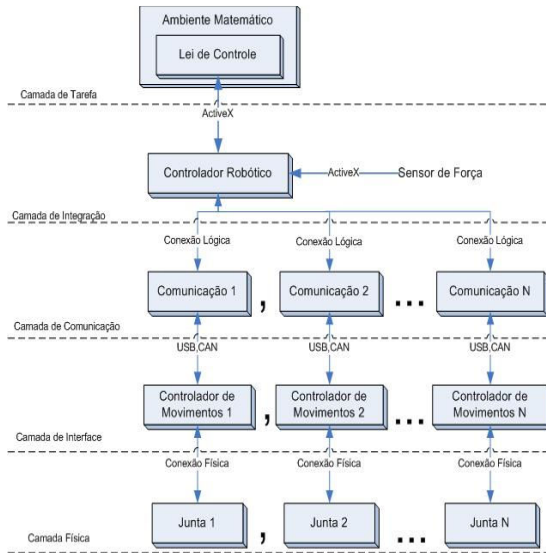 Ambiente Matemático
Lei de Controle
Camada de Tarefa
ActiveX
Controlador Robótico
ActiveX
Sensor de Força
Camada de Integração
Conexão Lógica
Conexão Lógica
Conexão Lógica
Comunicação 1
,
Comunicação 2
...
Comunicação N
Camada de Comunicação
USB,CAN
USB,CAN
USB,CAN
Controlador de
Movimentos 1
,
Controlador de
Movimentos 2
...
Controlador de
Movimentos N
Camada de Interface
Conexão Física
Conexão Física
Conexão Física
Junta 1
,
Junta 2
...
Junta N
Camada Física